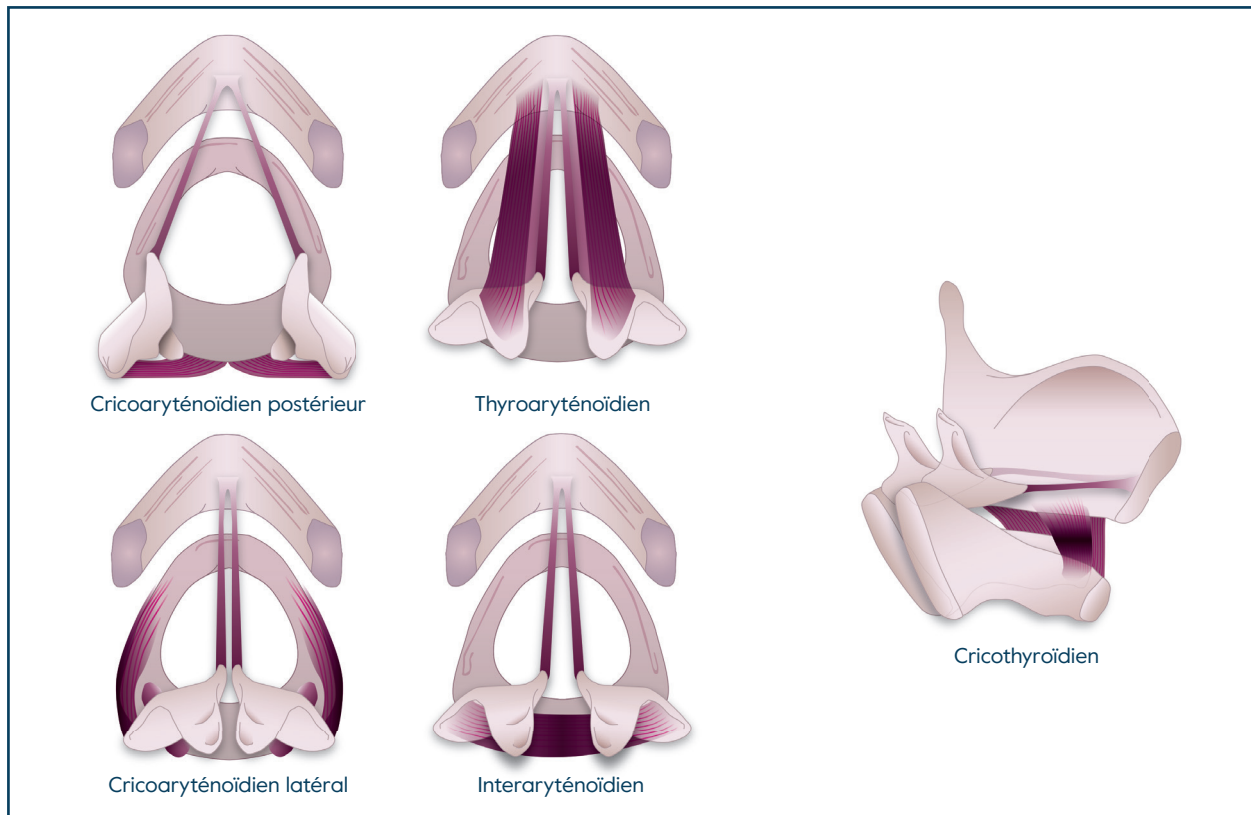 Cricoaryténoïdien postérieur
Thyroaryténoïdien
Cricoaryténoïdien latéral
Interaryténoïdien
Cricothyroïdien